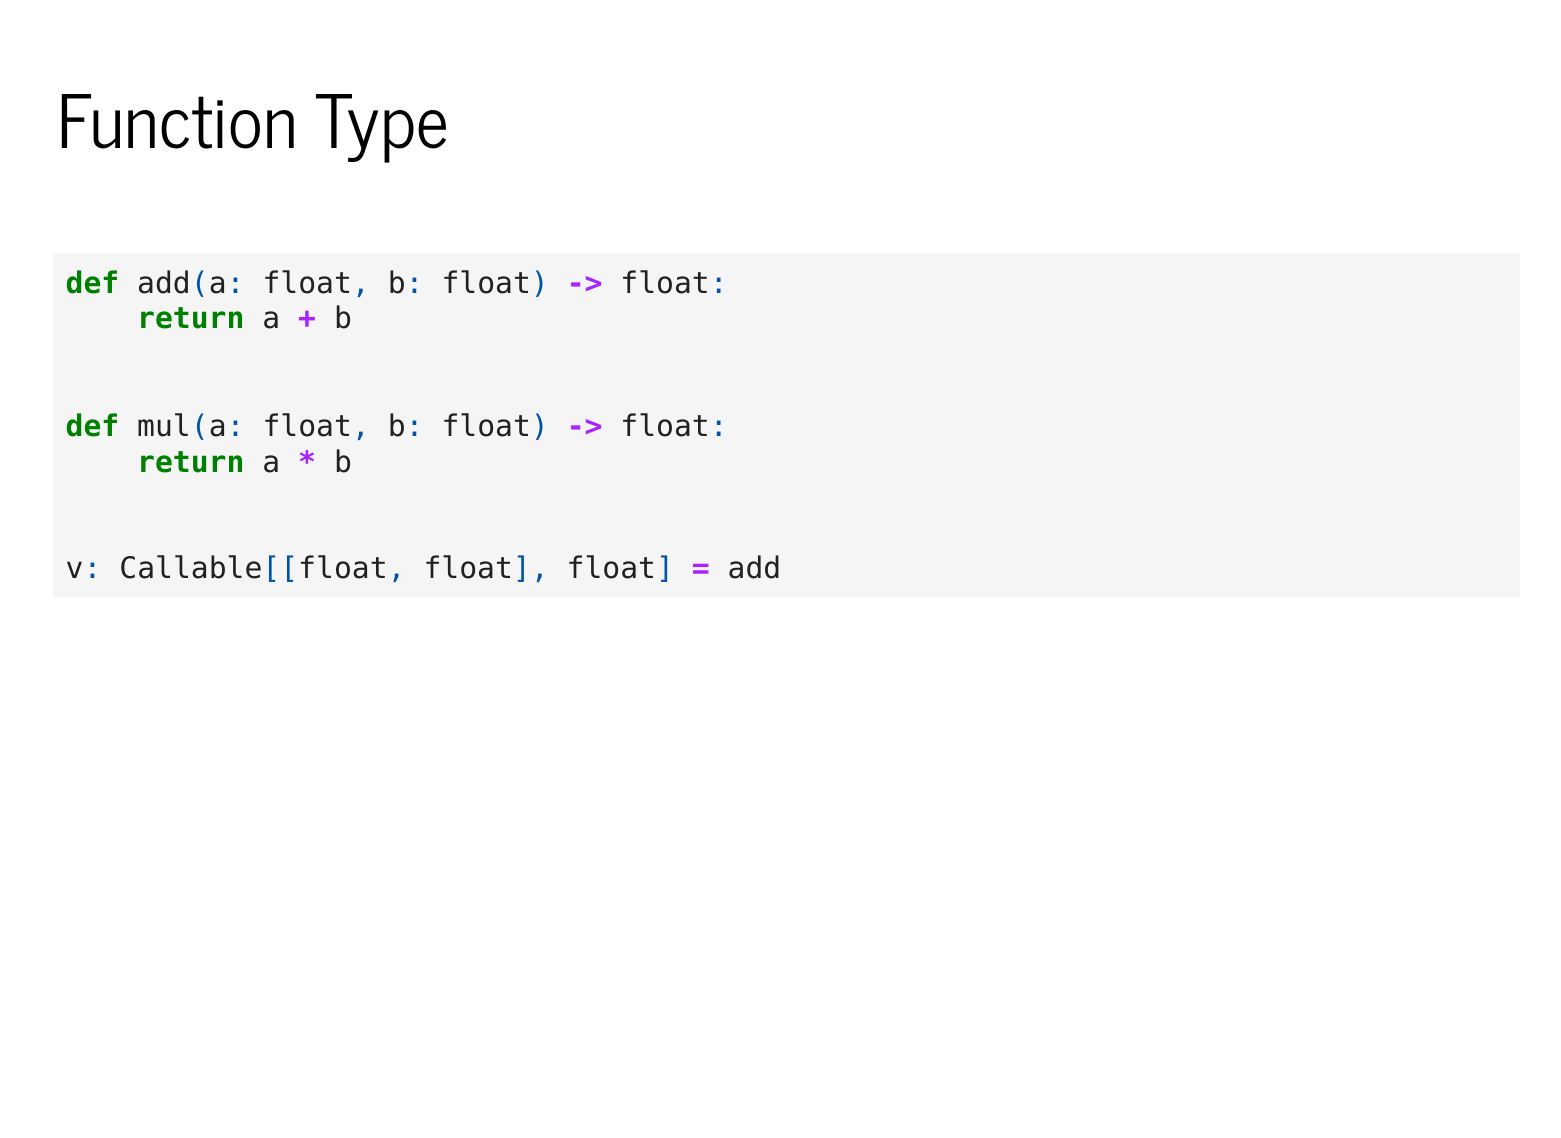 Function Type
def add(a: float, b: float) -> float:
    return a + b
def mul(a: float, b: float) -> float:
    return a * b
v: Callable[[float, float], float] = add